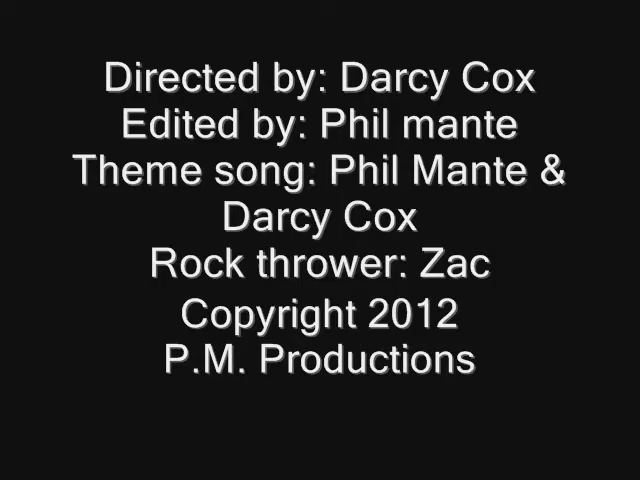 Directed by: Darcy Cox
Edited by: Phil mante
Theme song: Phil Mante &
Darcy Cox
Rock thrower: Zac
Copyright 2012
P.M. Productions